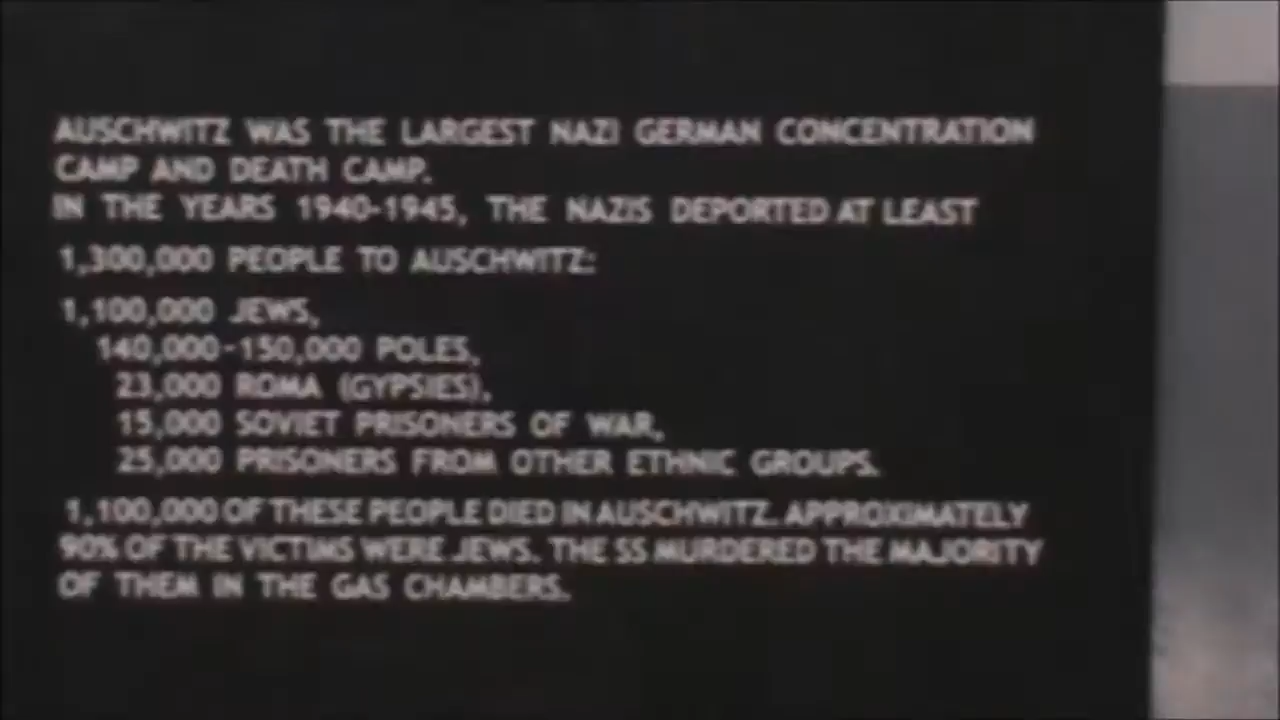 AUSCHWITZ WAS THE LARGEST NAZI GERMAN CONCENTRATION
CAMP AND DEATH CAMP.
IN THE YEARS 1940-1945, THE NAZIS DEPORTED AT LEAST
1,300,000 PEOPLE TO AUSCHWITZ:
1,100,000 JEWS,
140,000-150,000 POLES,
23,000 ROMA (GYPSIES),
15,000 SOVIET PRISONERS OF WAR,
25,000 PRISONERS FROM OTHER ETHNIC GROUPS.
1,100,000 OF THESE PEOPLE DIED IN AUSCHWITZ. APPROXIMATELY
90% OF THE VICTIMS WERE JEWS. THE SS MURDERED THE MAJORITY
OF THEM IN THE GAS CHAMBERS.